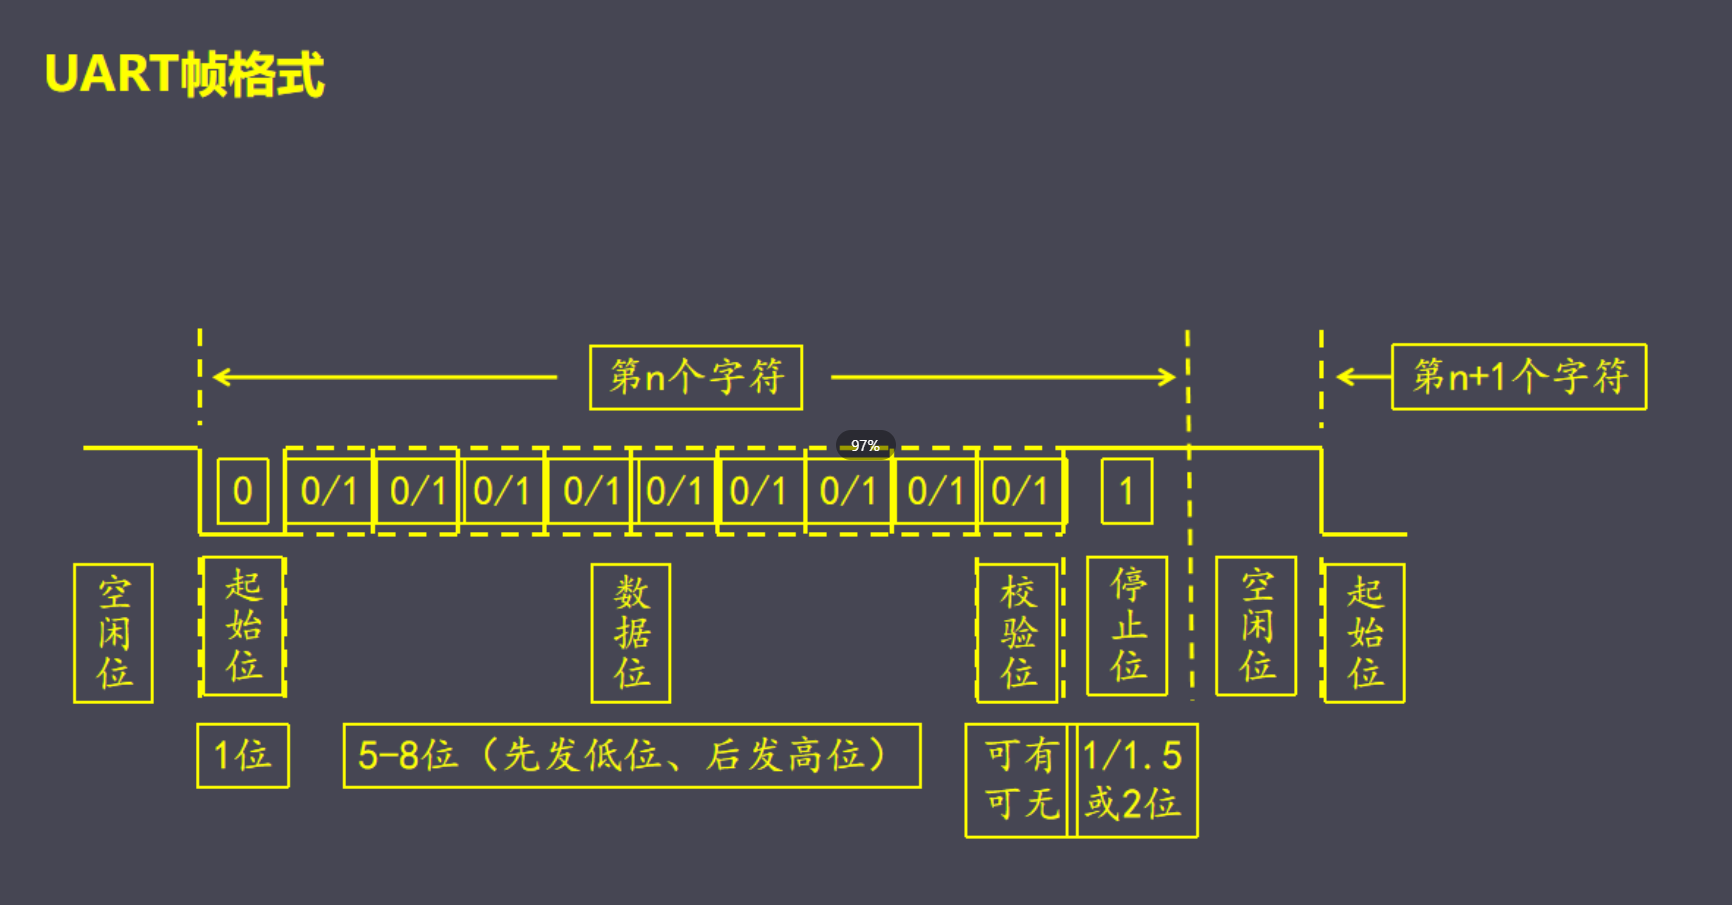 UART帧格式
第n个字符
第n+1个字符
97%
0
0/1
0/1
0/1
0/1
0/1
0/1
0/1
0/1
0/1
1
空闲位
起始位
数据位
校验位
停止位
空闲位
起始位
1位
5-8位（先发低位、后发高位）
可有
可无
1/1.5
或2位